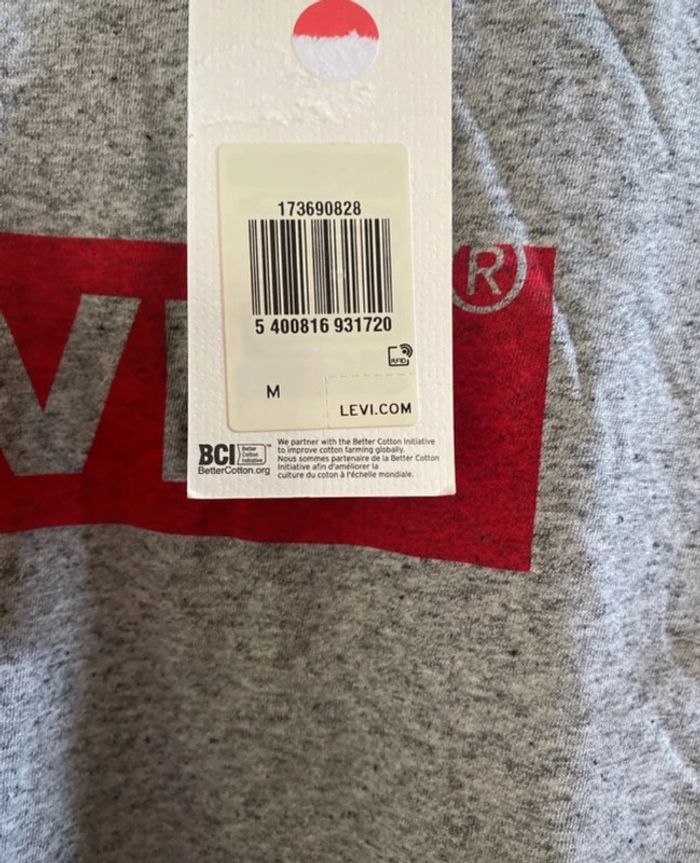 173690828
5 400816 931720
RFID
M
LEVI.COM
BCI Better Cotton Initiative™
BetterCotton.org
We partner with the Better Cotton Initiative
to improve cotton farming globally.
Nous sommes partenaire de la Better Cotton
Initiative afin d'améliorer la
culture du coton à l'échelle mondiale.
VI
®